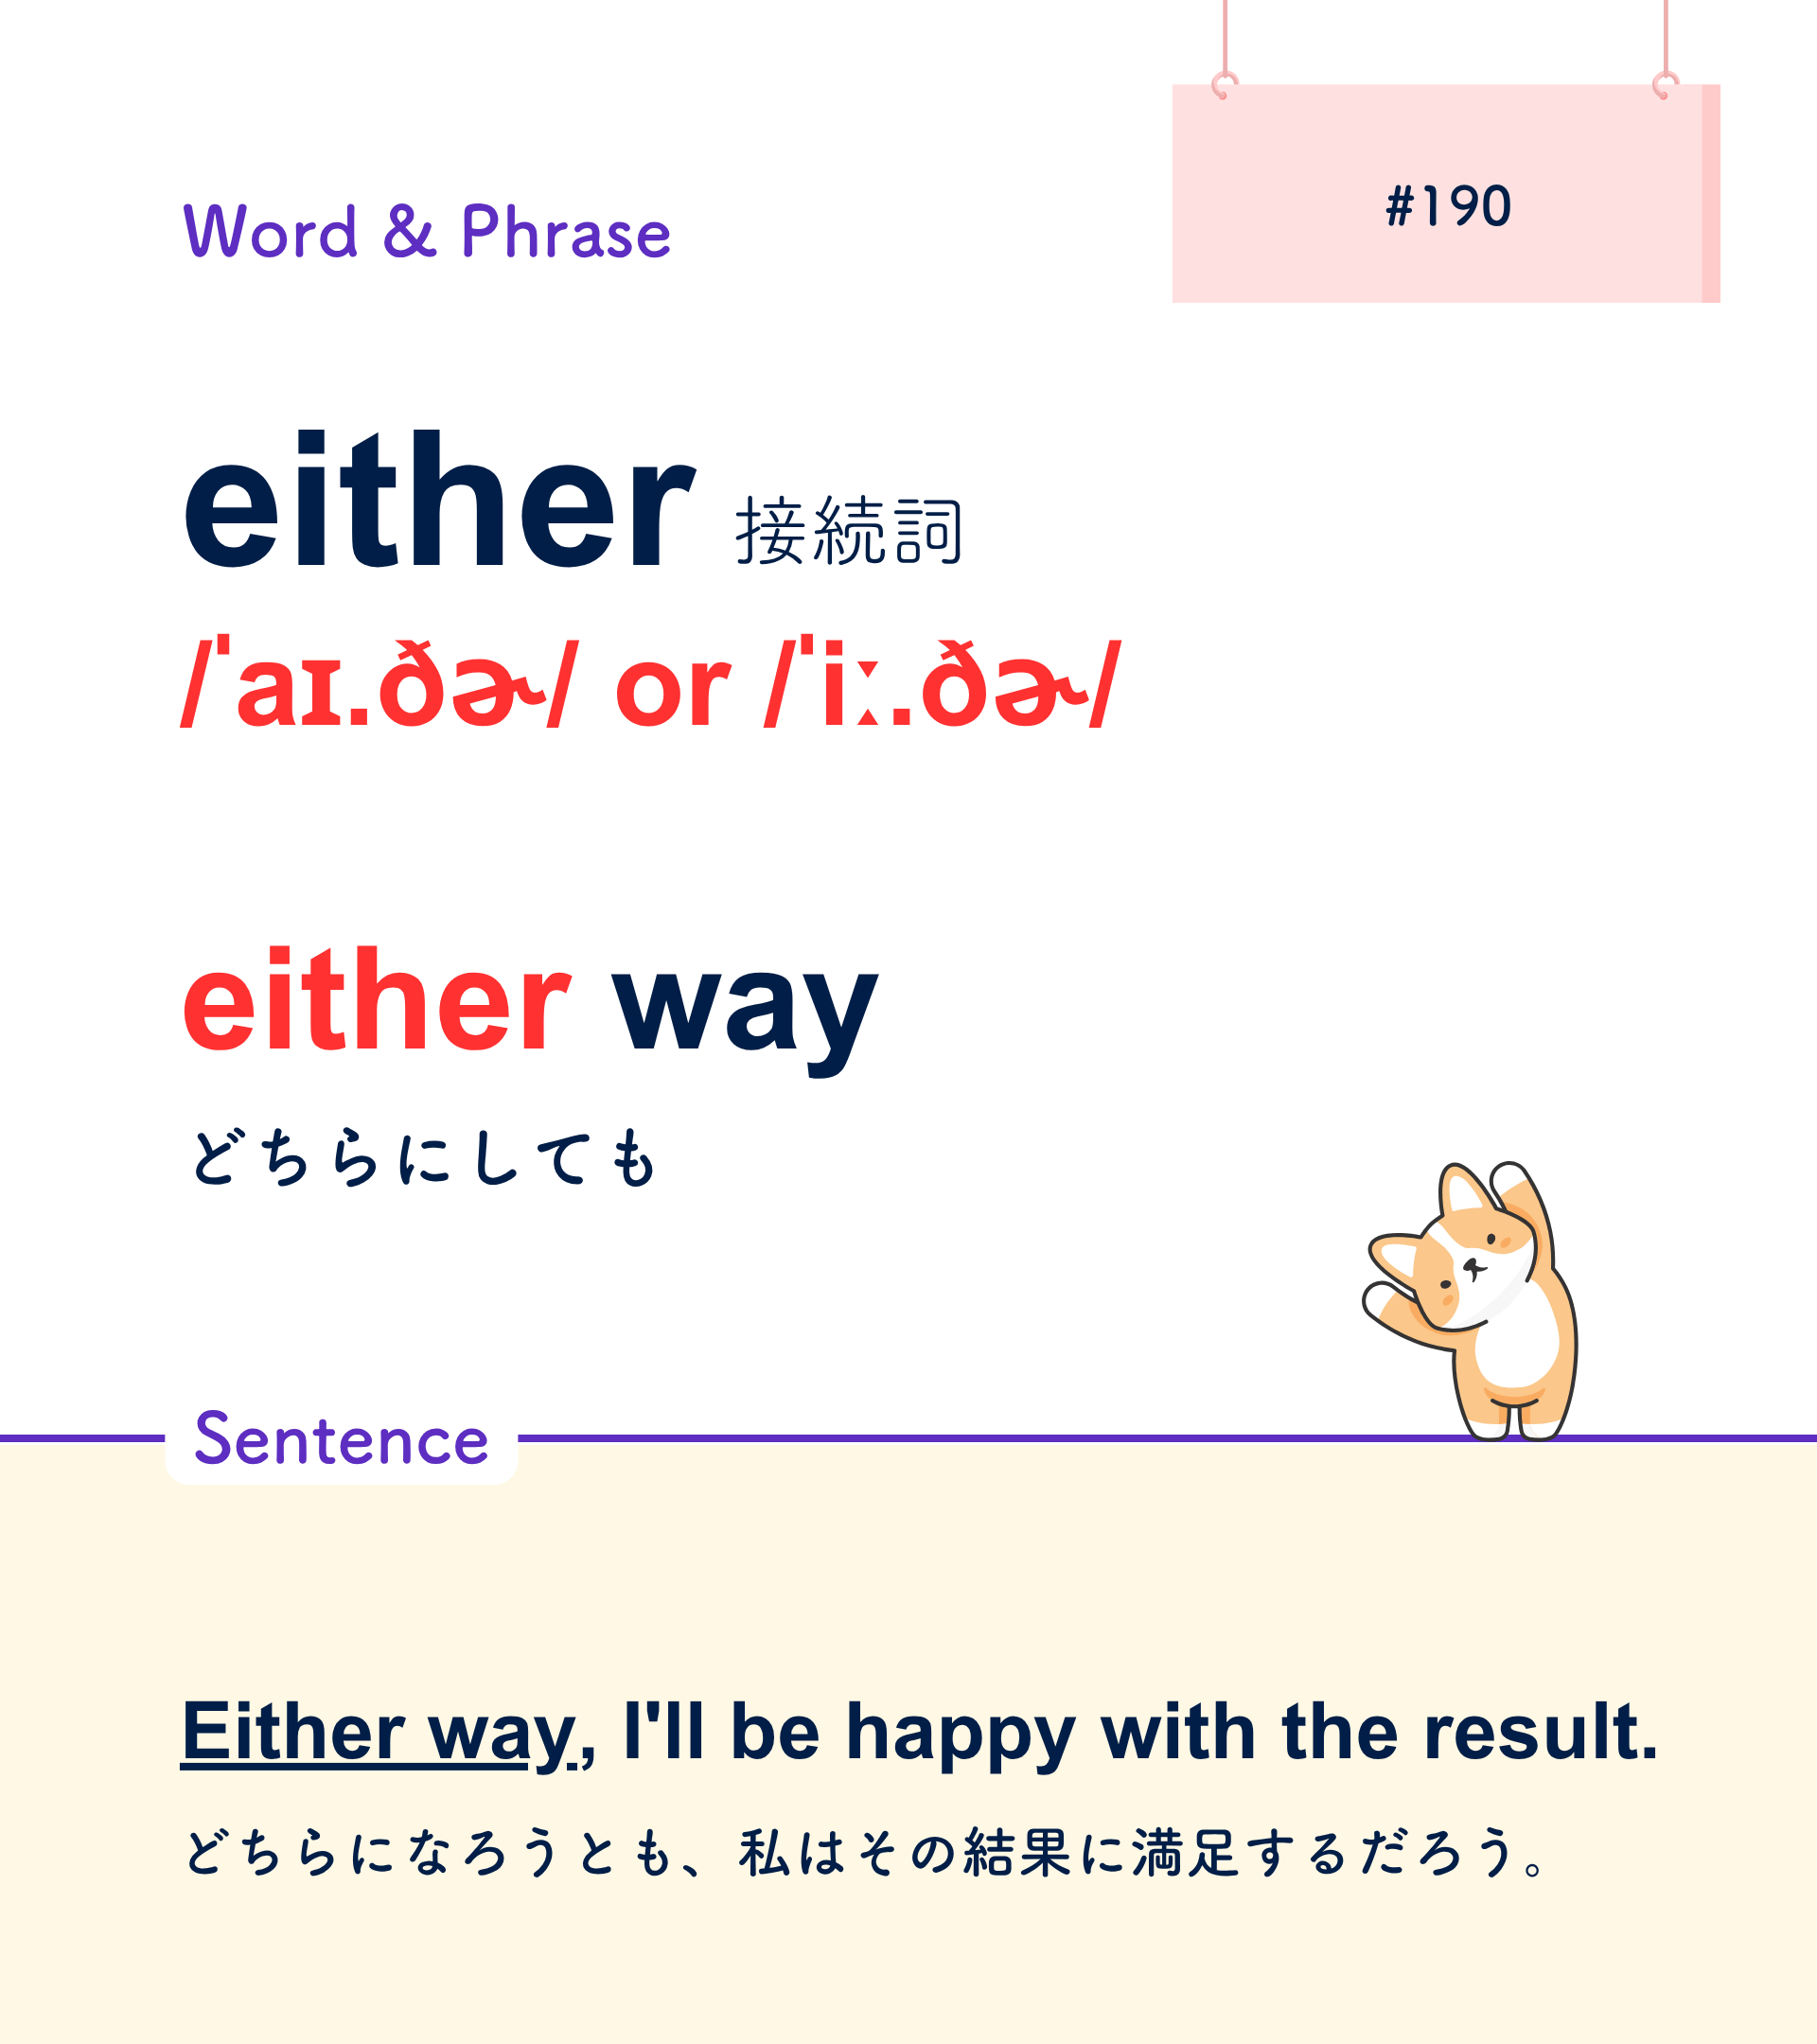 #190
Word & Phrase
either 接続詞
/ˈaɪ.ðɚ/ or /ˈiː.ðɚ/
either way
どちらにしても
Sentence
Either way, I'll be happy with the result.
どちらになろうとも、私はその結果に満足するだろう。